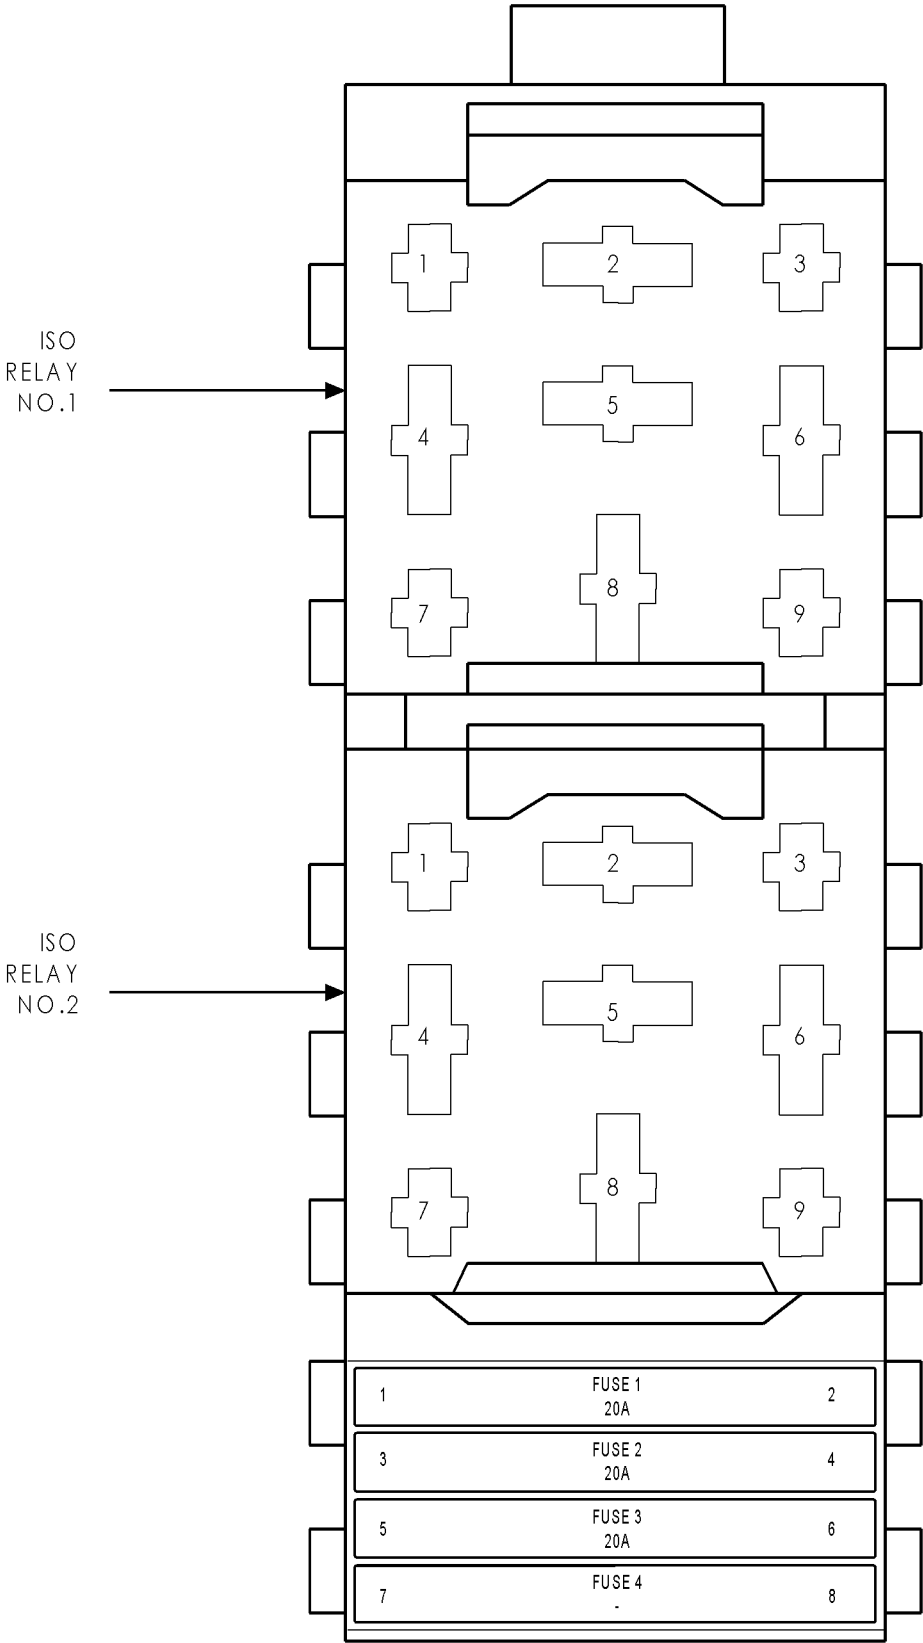 1 2 3
ISO
RELAY
NO.1
4 5 6
7 8 9
1 2 3
ISO
RELAY
NO.2
4 5 6
7 8 9
1 FUSE 1 2
20A
3 FUSE 2 4
20A
5 FUSE 3 6
20A
7 FUSE 4 8
-